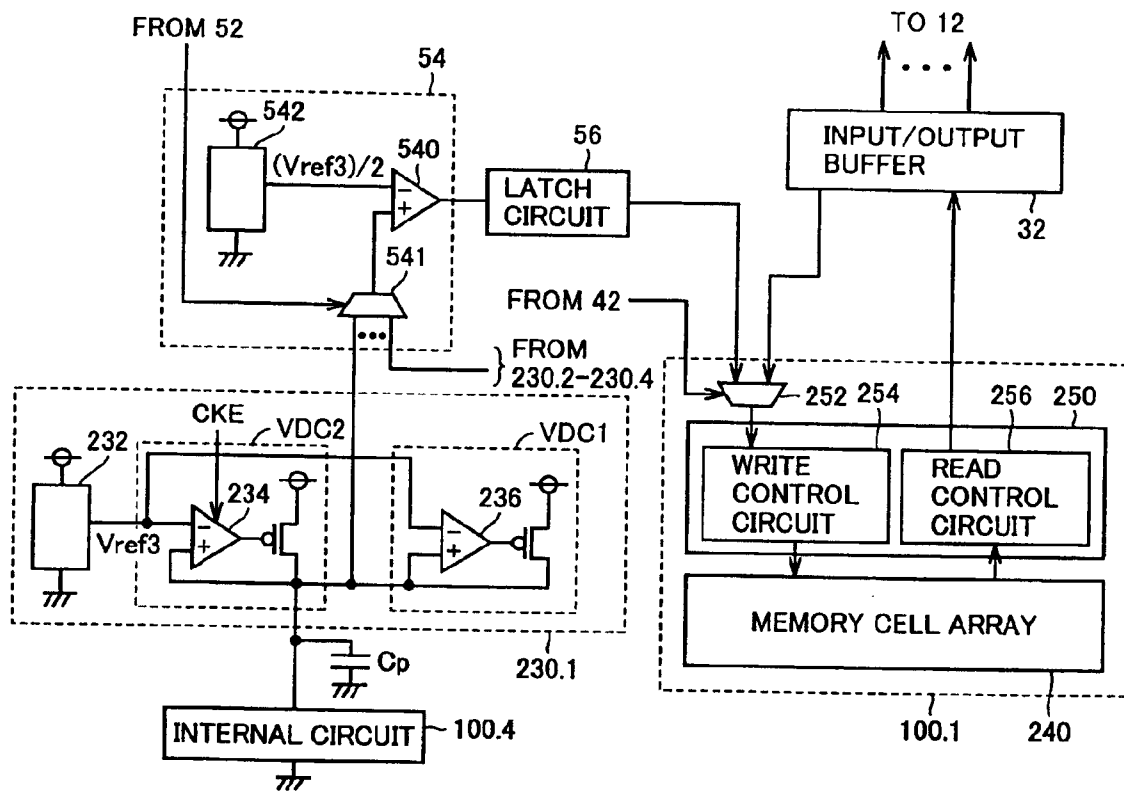 FROM 52
TO 12
54
542
(Vref3)/2
540
56
LATCH
CIRCUIT
INPUT/OUTPUT
BUFFER
32
541
FROM 42
FROM
230.2-230.4
252
254
256
250
CKE
VDC2
VDC1
232
234
236
Vref3
WRITE
CONTROL
CIRCUIT
READ
CONTROL
CIRCUIT
MEMORY CELL ARRAY
Cp
230.1
INTERNAL CIRCUIT
100.4
100.1
240